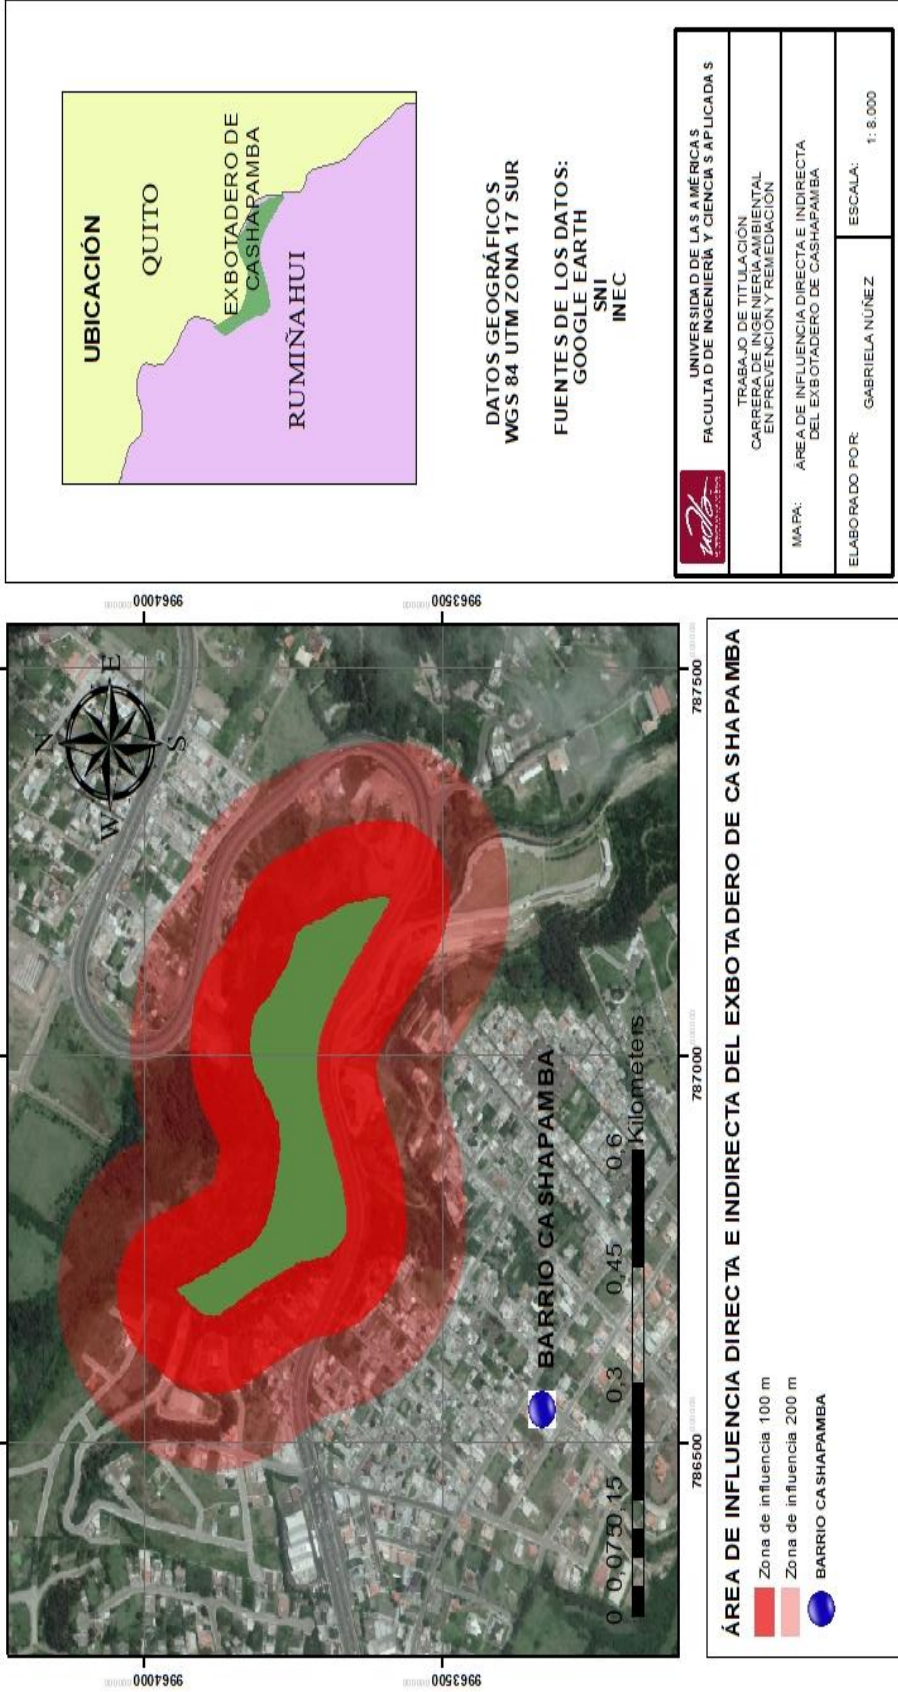 N
W
E
S
9964000
9963500
9964000
9963500
786500
787000
787500
BARRIO CASHAPAMBA
0 0,075 0,15 0,3 0,45 0,6
Kilometers
ÁREA DE INFLUENCIA DIRECTA E INDIRECTA DEL EXBOTADERO DE CASHAPAMBA
Zona de influencia 100 m
Zona de influencia 200 m
BARRIO CASHAPAMBA
UBICACIÓN
QUITO
EXBOTADERO DE
CASHAPAMBA
RUMIÑAHUI
DATOS GEOGRÁFICOS
WGS 84 UTM ZONA 17 SUR
FUENTES DE LOS DATOS:
GOOGLE EARTH
SNI
INEC
udla
UNIVERSIDAD DE LAS AMÉRICAS
FACULTAD DE INGENIERÍA Y CIENCIAS APLICADAS
TRABAJO DE TITULACIÓN
CARRERA DE INGENIERÍA AMBIENTAL
EN PREVENCIÓN Y REMEDIACIÓN
MAPA: ÁREA DE INFLUENCIA DIRECTA E INDIRECTA
DEL EXBOTADERO DE CASHAPAMBA
ELABORADO POR:
GABRIELA NÚÑEZ
ESCALA:
1: 8.000